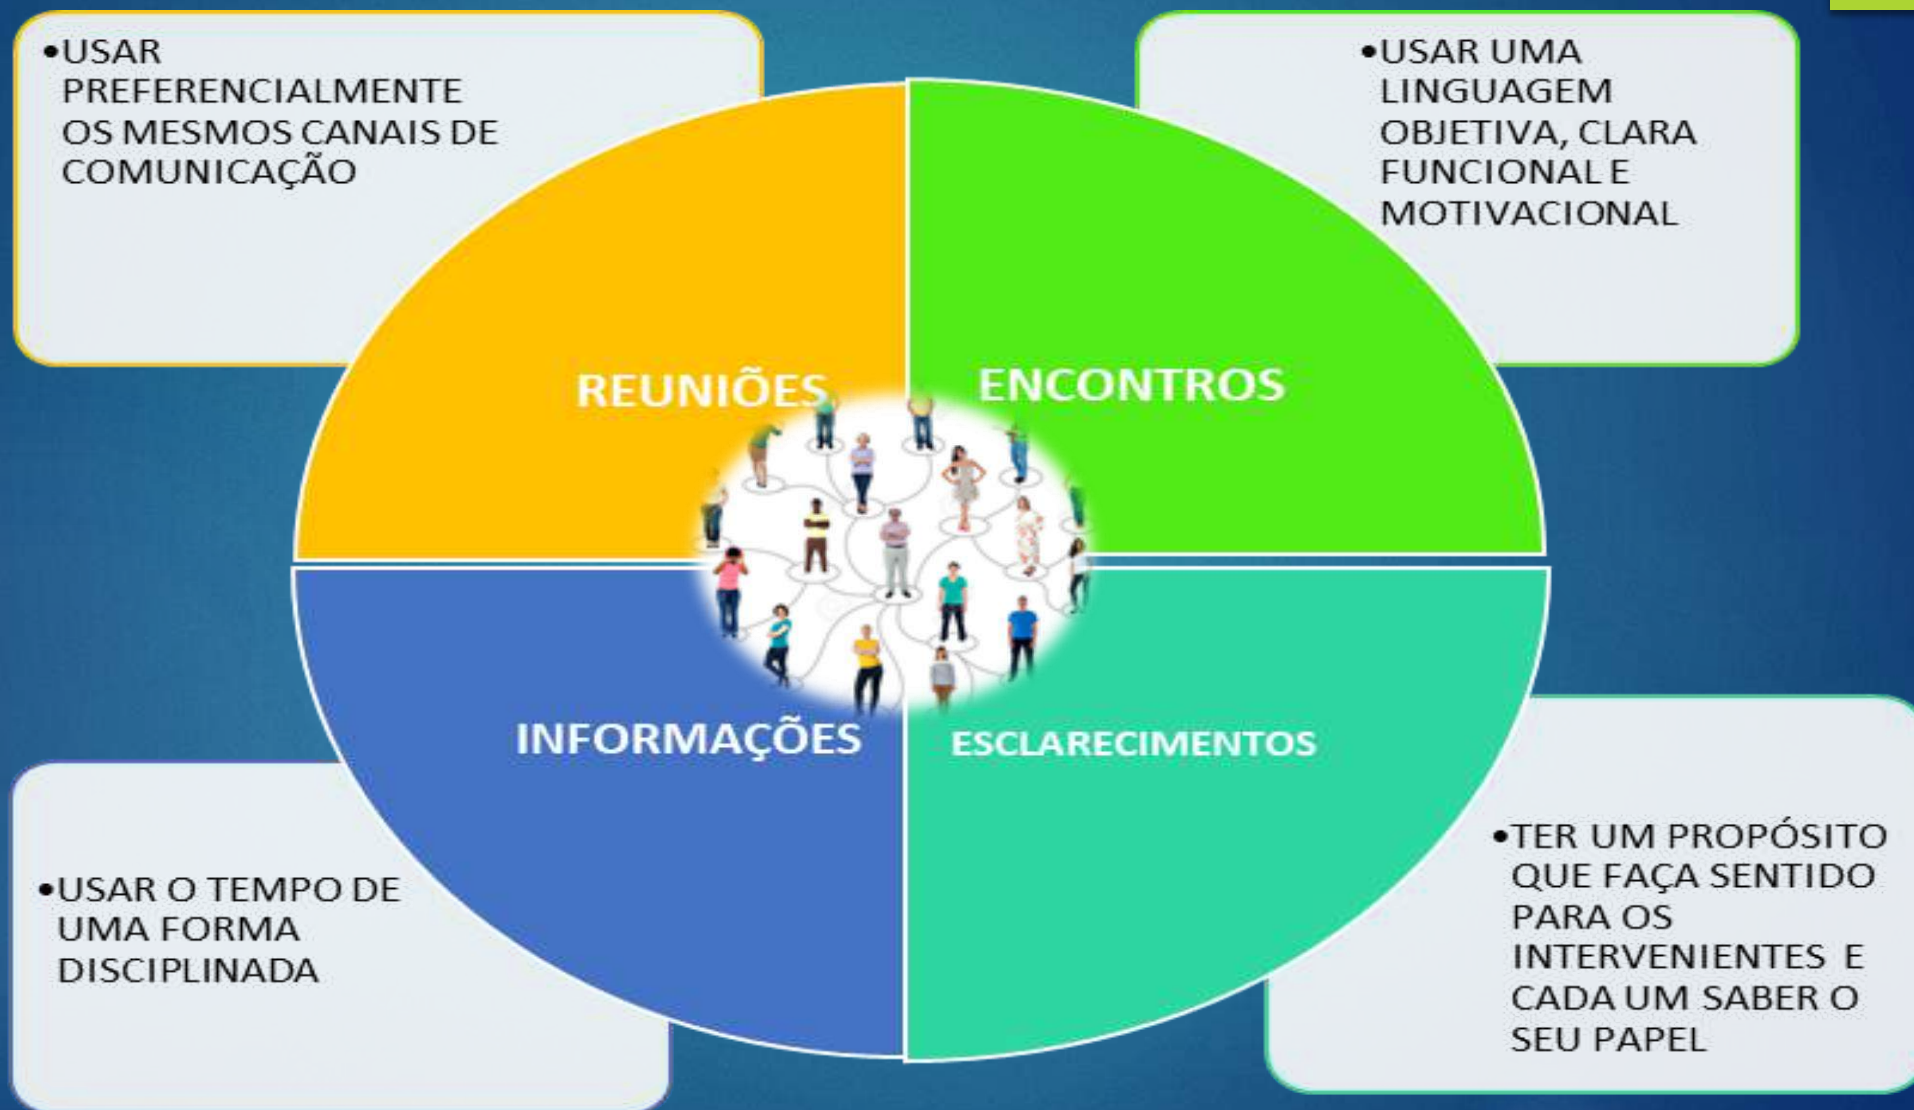 •USAR
PREFERENCIALMENTE
OS MESMOS CANAIS DE
COMUNICAÇÃO
•USAR UMA
LINGUAGEM
OBJETIVA, CLARA
FUNCIONAL E
MOTIVACIONAL
REUNIÕES
ENCONTROS
INFORMAÇÕES
ESCLARECIMENTOS
•USAR O TEMPO DE
UMA FORMA
DISCIPLINADA
•TER UM PROPÓSITO
QUE FAÇA SENTIDO
PARA OS
INTERVENIENTES E
CADA UM SABER O
SEU PAPEL